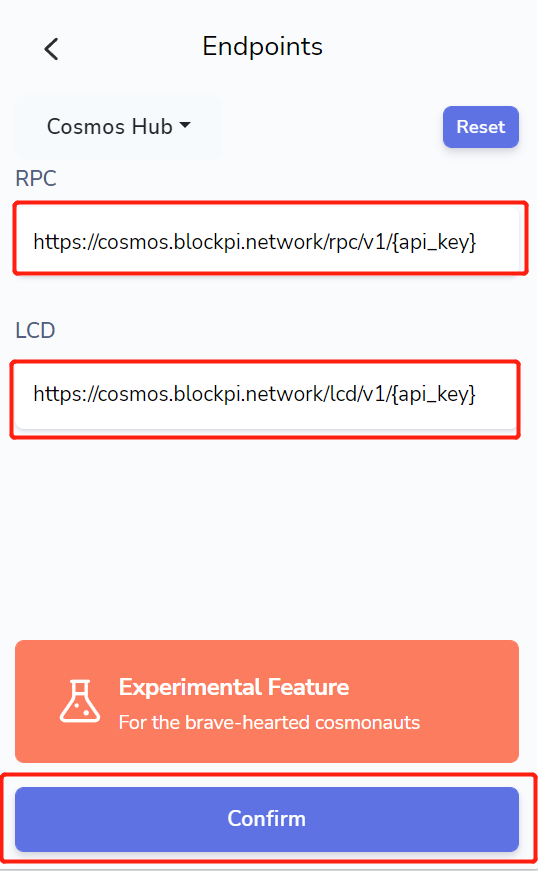 Endpoints
Cosmos Hub
Reset
RPC
https://cosmos.blockpi.network/rpc/v1/{api_key}
LCD
https://cosmos.blockpi.network/lcd/v1/{api_key}
Experimental Feature
For the brave-hearted cosmonauts
Confirm